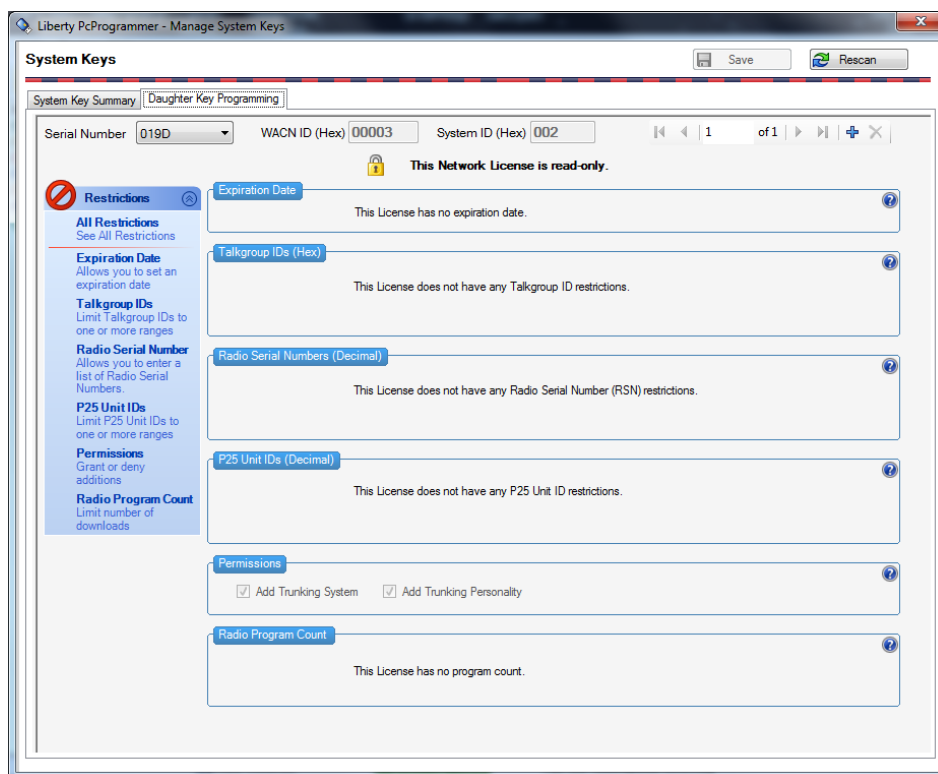 Liberty PcProgrammer - Manage System Keys
System Keys
Save
Rescan
System Key Summary
Daughter Key Programming
Serial Number 019D
WACN ID (Hex) 00003
System ID (Hex) 002
1 of 1
This Network License is read-only.
Restrictions
All Restrictions
See All Restrictions
Expiration Date
Allows you to set an
expiration date
Talkgroup IDs
Limit Talkgroup IDs to
one or more ranges
Radio Serial Number
Allows you to enter a
list of Radio Serial
Numbers.
P25 Unit IDs
Limit P25 Unit IDs to
one or more ranges
Permissions
Grant or deny
additions
Radio Program Count
Limit number of
downloads
Expiration Date
This License has no expiration date.
Talkgroup IDs (Hex)
This License does not have any Talkgroup ID restrictions.
Radio Serial Numbers (Decimal)
This License does not have any Radio Serial Number (RSN) restrictions.
P25 Unit IDs (Decimal)
This License does not have any P25 Unit ID restrictions.
Permissions
Add Trunking System
Add Trunking Personality
Radio Program Count
This License has no program count.